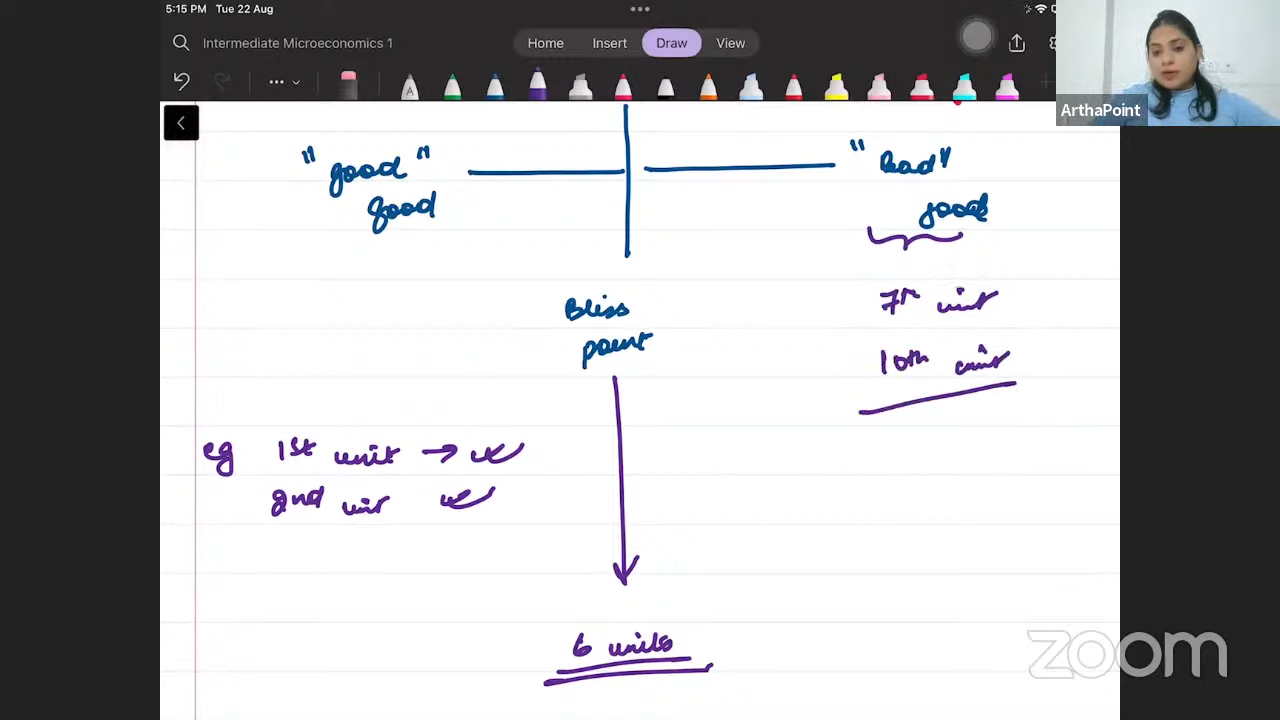 5:15 PM Tue 22 Aug
Intermediate Microeconomics 1
Home Insert Draw View
ArthaPoint
"good" "bad"
good good
Bliss
point
7th unit
10th unit
eg 1st unit →
2nd unit
6 units
zoom